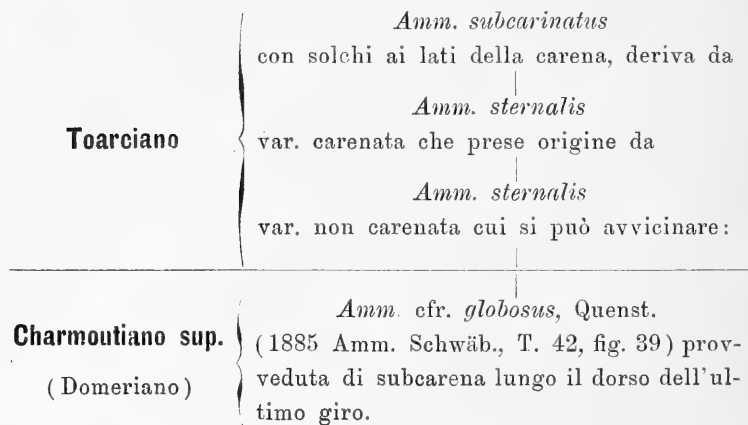 Amm. subcarinatus
con solchi ai lati della carena, deriva da
Amm. sternalis
Toarciano
var. carenata che prese origine da
Amm. sternalis
var. non carenata cui si può avvicinare:
Amm. cfr. globosus, Quenst.
Charmoutiano sup.
(1885 Amm. Schwäb., T. 42, fig. 39) prov-
(Domeriano)
veduta di subcarena lungo il dorso dell'ul-
timo giro.